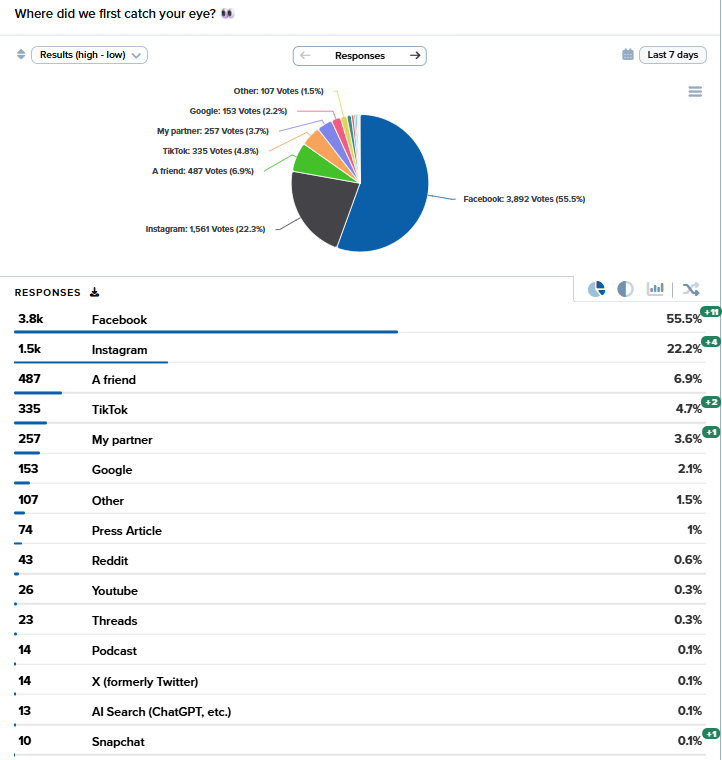 Where did we first catch your eye? 👀
Results (high - low)
Responses
Last 7 days
Other: 107 Votes (1.5%)
Google: 153 Votes (2.2%)
My partner: 257 Votes (3.7%)
TikTok: 335 Votes (4.8%)
A friend: 487 Votes (6.9%)
Facebook: 3,892 Votes (55.5%)
Instagram: 1,561 Votes (22.3%)
RESPONSES
3.8k Facebook 55.5% +11
1.5k Instagram 22.2% +4
487 A friend 6.9%
335 TikTok 4.7% +2
257 My partner 3.6% +1
153 Google 2.1%
107 Other 1.5%
74 Press Article 1%
43 Reddit 0.6%
26 Youtube 0.3%
23 Threads 0.3%
14 Podcast 0.1%
14 X (formerly Twitter) 0.1%
13 AI Search (ChatGPT, etc.) 0.1%
10 Snapchat 0.1% +1